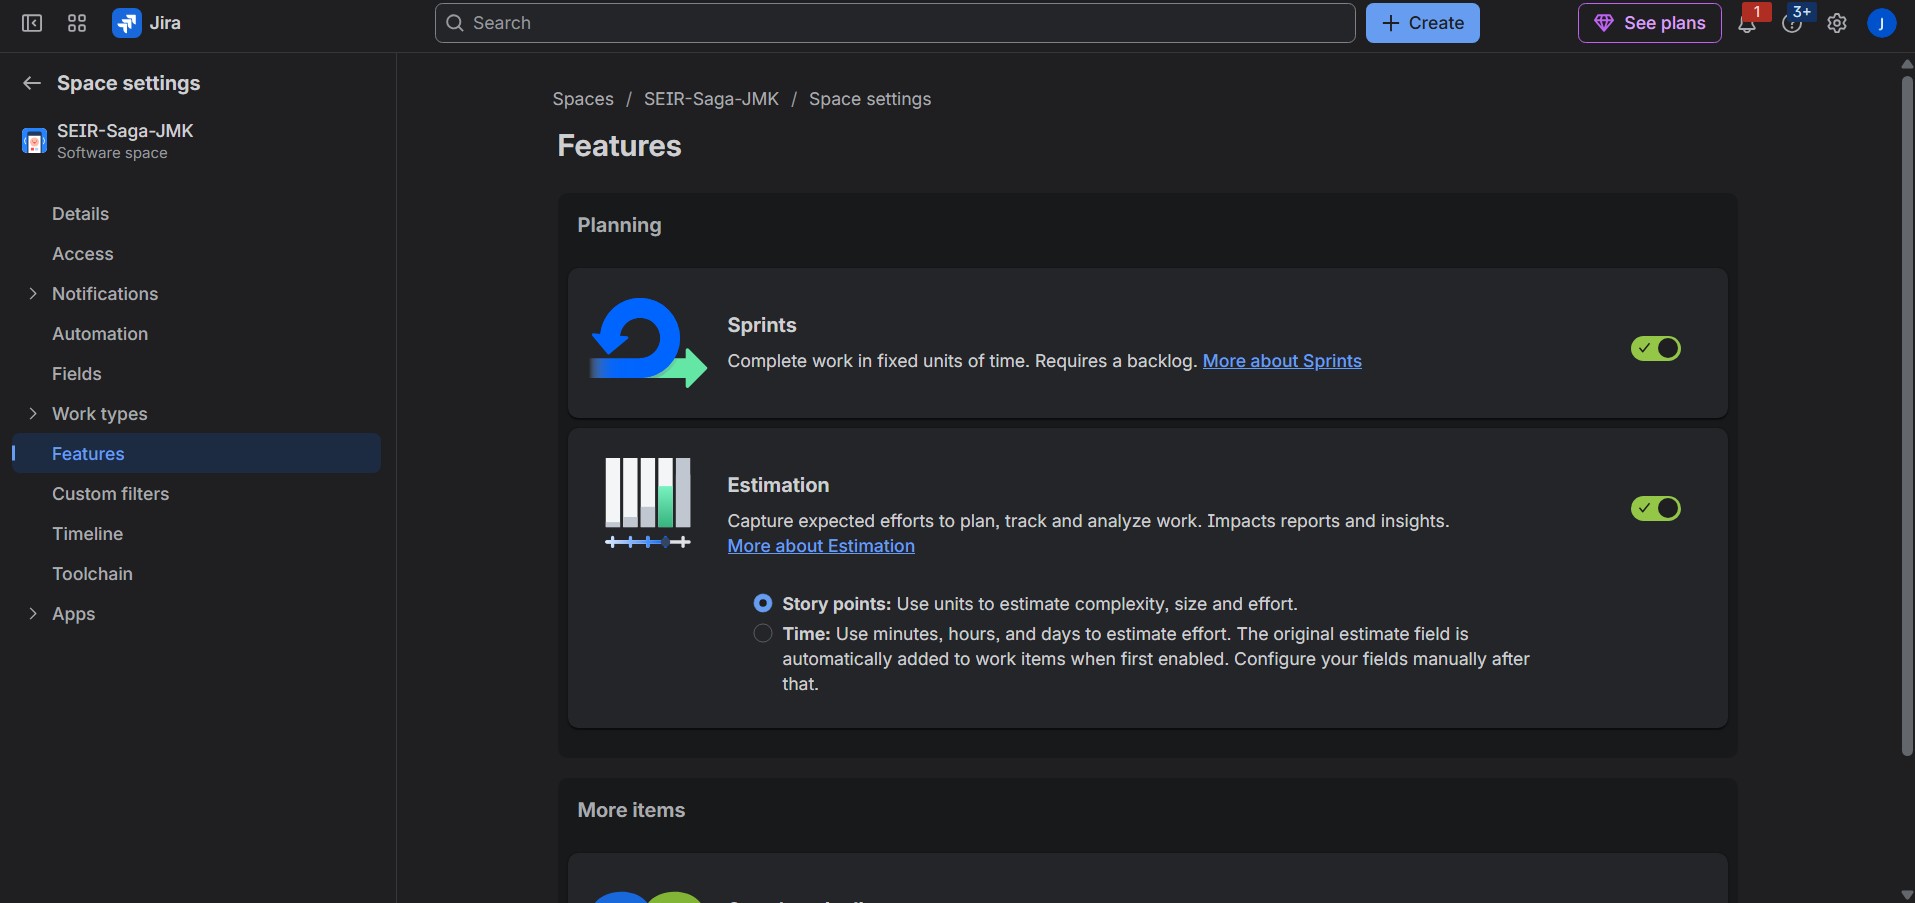 Jira
Search
Create
See plans
1
3+
J
Space settings
SEIR-Saga-JMK
Software space
Details
Access
Notifications
Automation
Fields
Work types
Features
Custom filters
Timeline
Toolchain
Apps
Spaces / SEIR-Saga-JMK / Space settings
Features
Planning
Sprints
Complete work in fixed units of time. Requires a backlog. More about Sprints
Estimation
Capture expected efforts to plan, track and analyze work. Impacts reports and insights.
More about Estimation
Story points: Use units to estimate complexity, size and effort.
Time: Use minutes, hours, and days to estimate effort. The original estimate field is
automatically added to work items when first enabled. Configure your fields manually after
that.
More items